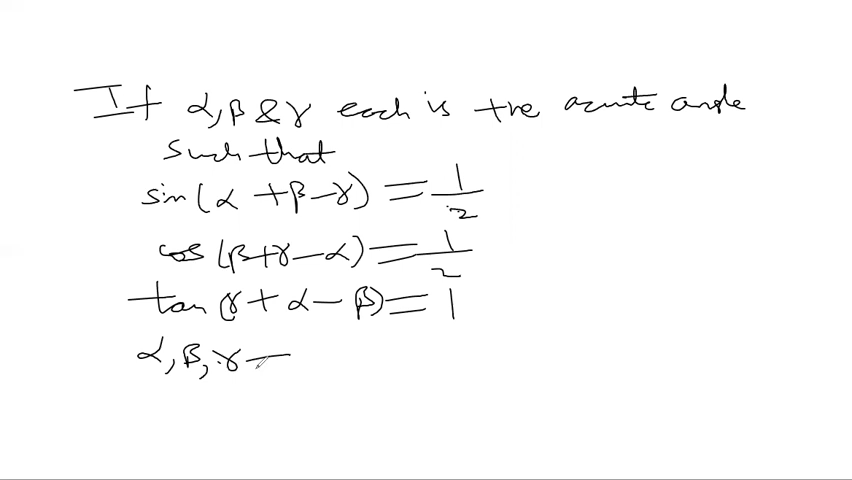 If α, β & γ each is +ve acute angle
such that
sin(α + β − γ) = 1/2
cos(β + γ − α) = 1/2
tan(γ + α − β) = 1
α, β, γ −